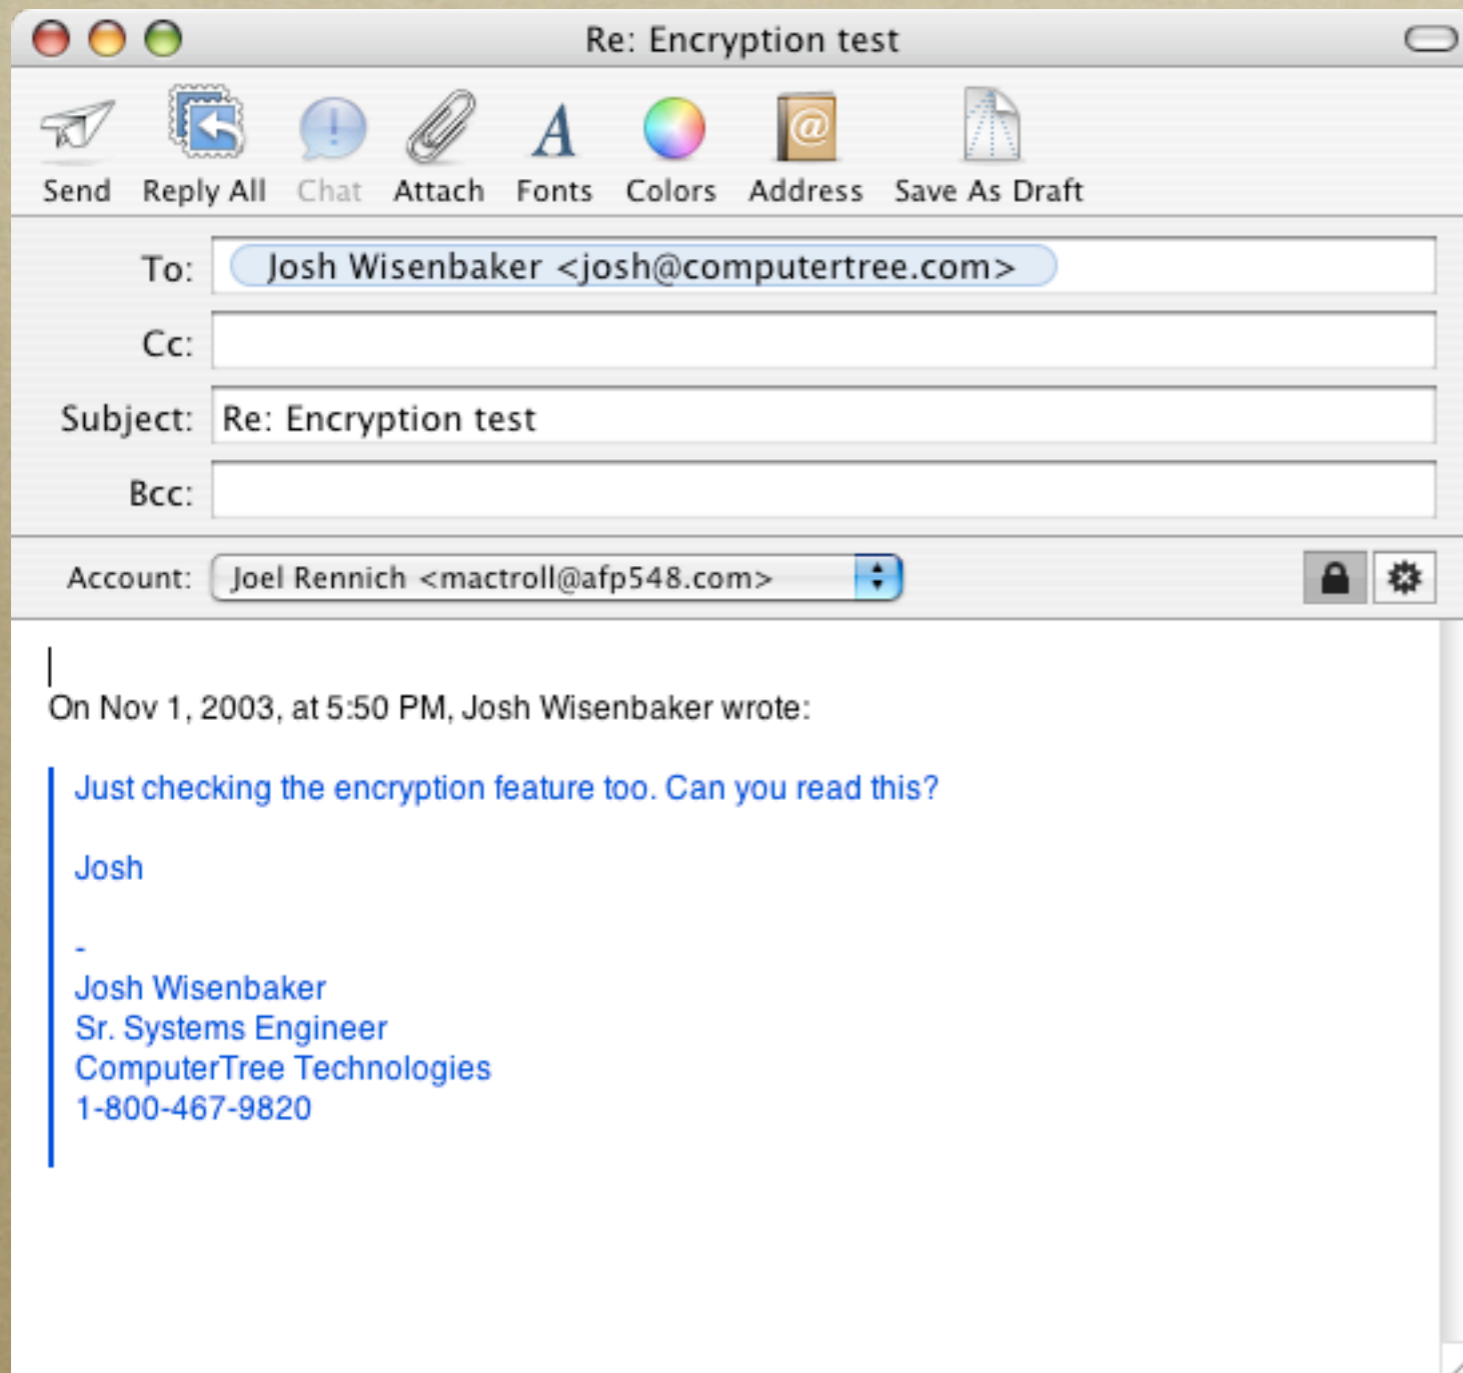 Re: Encryption test
Send Reply All Chat Attach Fonts Colors Address Save As Draft
To: Josh Wisenbaker <josh@computertree.com>
Cc:
Subject: Re: Encryption test
Bcc:
Account: Joel Rennich <mactroll@afp548.com>
On Nov 1, 2003, at 5:50 PM, Josh Wisenbaker wrote:
Just checking the encryption feature too. Can you read this?
Josh
-
Josh Wisenbaker
Sr. Systems Engineer
ComputerTree Technologies
1-800-467-9820